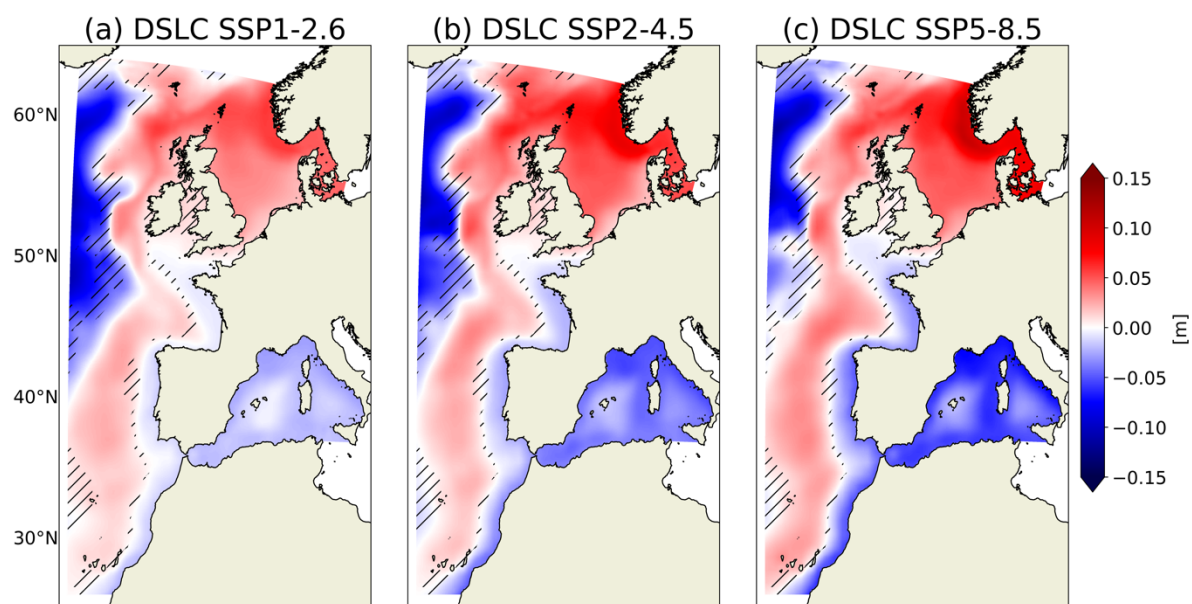 (a) DSLC SSP1-2.6
(b) DSLC SSP2-4.5
(c) DSLC SSP5-8.5
60°N
50°N
40°N
30°N
0.15
0.10
0.05
0.00
−0.05
−0.10
−0.15
[m]